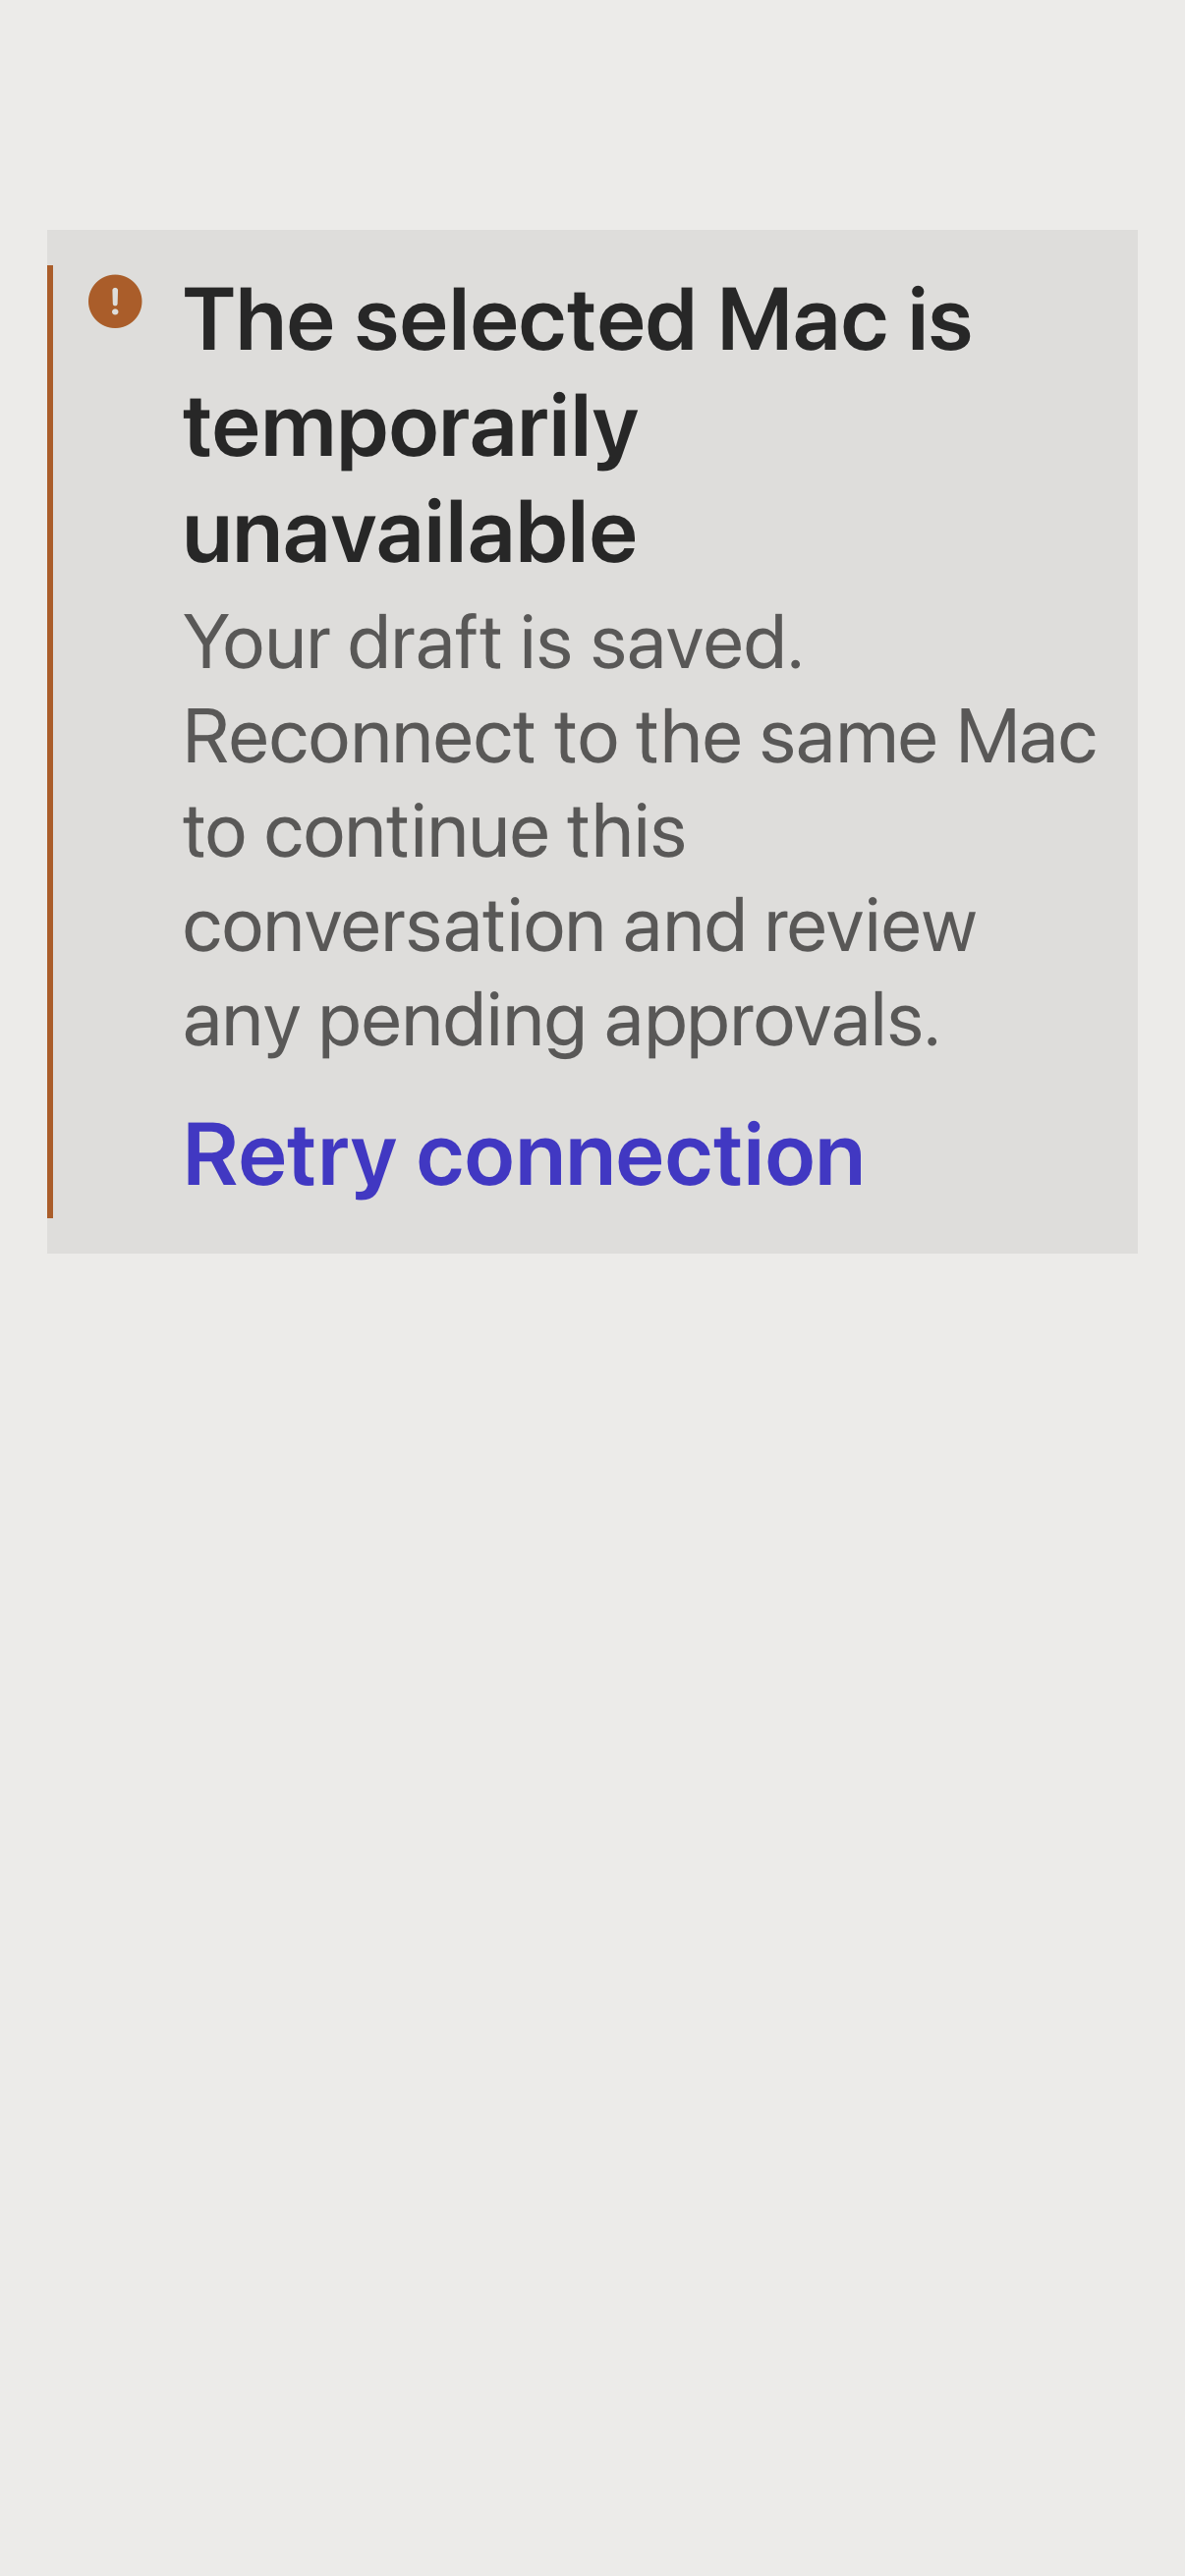 The selected Mac is
temporarily
unavailable
Your draft is saved.
Reconnect to the same Mac
to continue this
conversation and review
any pending approvals.
Retry connection